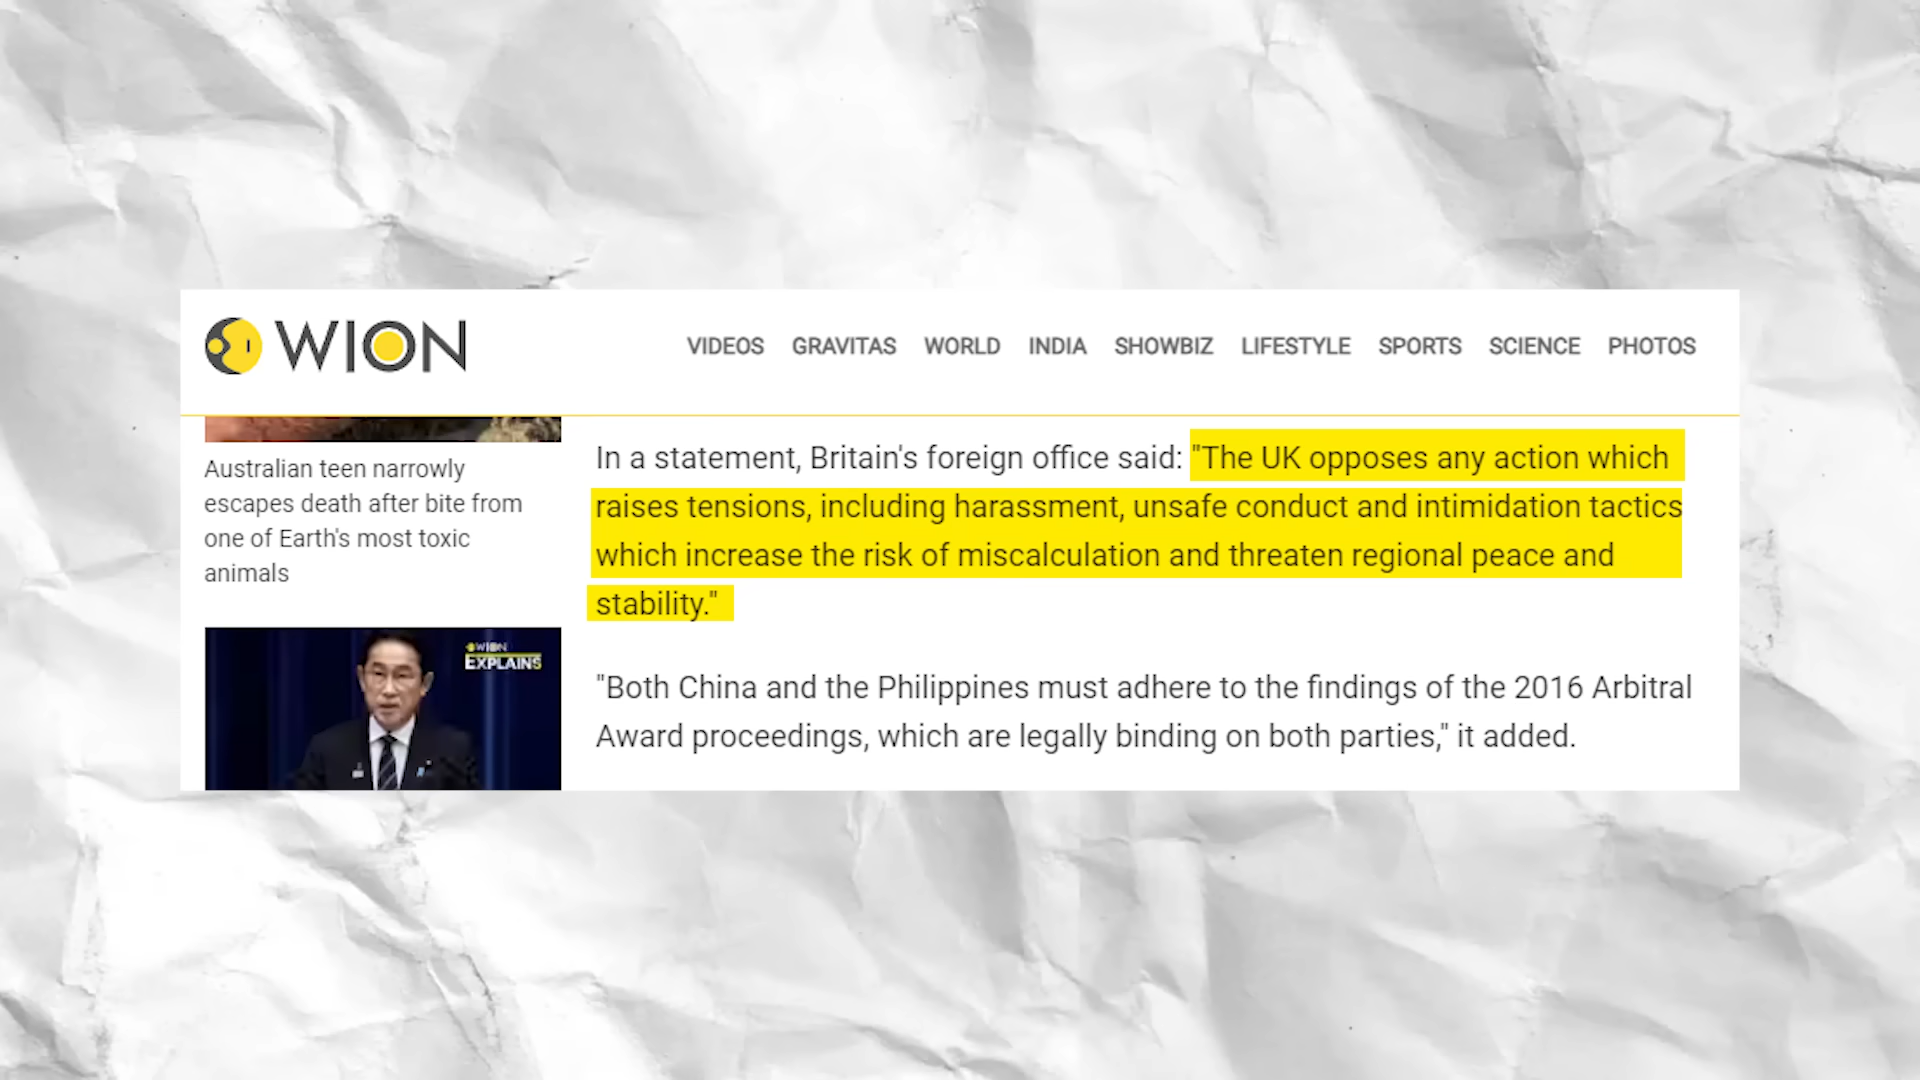 WION
VIDEOS GRAVITAS WORLD INDIA SHOWBIZ LIFESTYLE SPORTS SCIENCE PHOTOS
Australian teen narrowly
escapes death after bite from
one of Earth's most toxic
animals
WION
EXPLAINS
In a statement, Britain's foreign office said: "The UK opposes any action which
raises tensions, including harassment, unsafe conduct and intimidation tactics
which increase the risk of miscalculation and threaten regional peace and
stability."
"Both China and the Philippines must adhere to the findings of the 2016 Arbitral
Award proceedings, which are legally binding on both parties," it added.